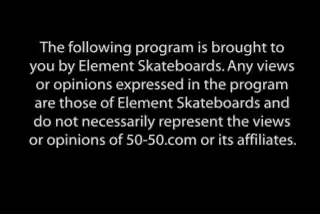 The following program is brought to
you by Element Skateboards. Any views
or opinions expressed in the program
are those of Element Skateboards and
do not necessarily represent the views
or opinions of 50-50.com or its affiliates.